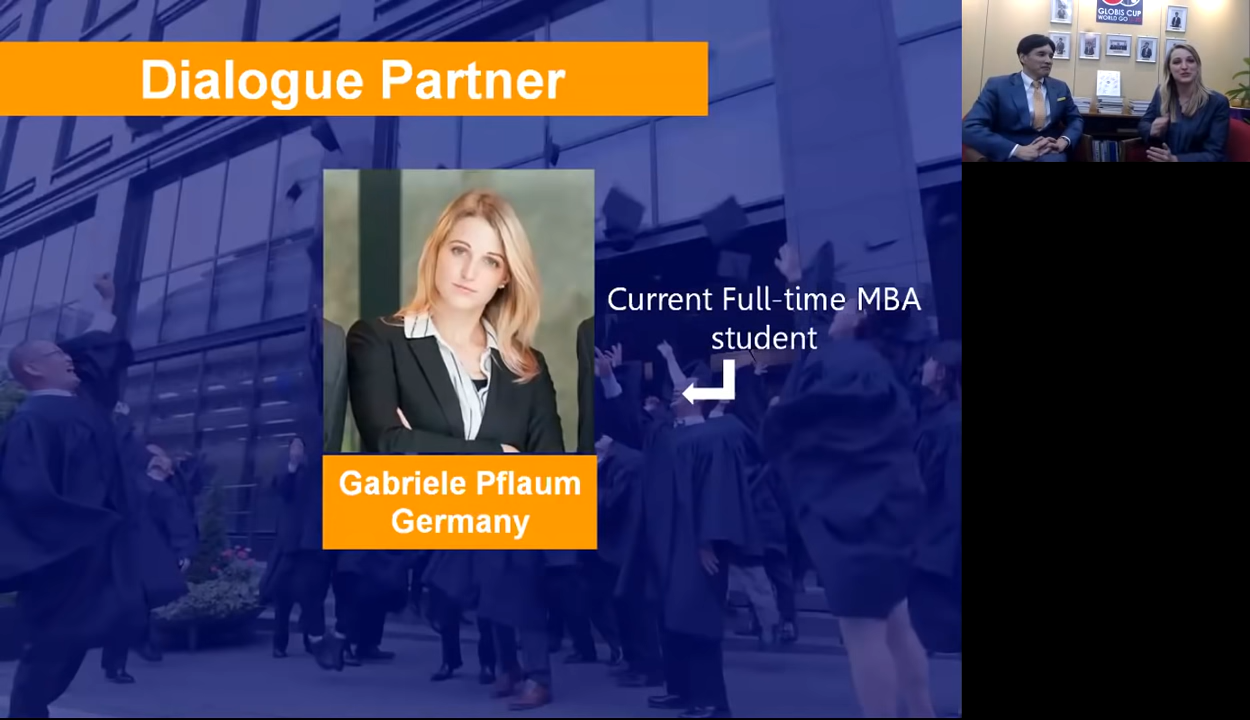 Dialogue Partner
GLOBIS CUP
WORLD GO
Current Full-time MBA
student
Gabriele Pflaum
Germany